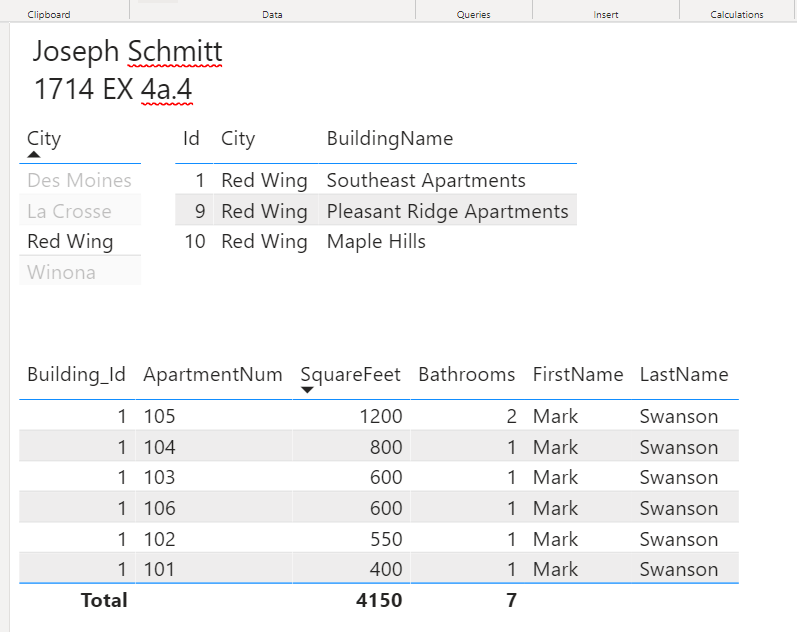 Clipboard Data Queries Insert Calculations
Joseph Schmitt
1714 EX 4a.4
City
Des Moines
La Crosse
Red Wing
Winona
Id City BuildingName
1 Red Wing Southeast Apartments
9 Red Wing Pleasant Ridge Apartments
10 Red Wing Maple Hills
Building_Id ApartmentNum SquareFeet Bathrooms FirstName LastName
1 105 1200 2 Mark Swanson
1 104 800 1 Mark Swanson
1 103 600 1 Mark Swanson
1 106 600 1 Mark Swanson
1 102 550 1 Mark Swanson
1 101 400 1 Mark Swanson
Total 4150 7